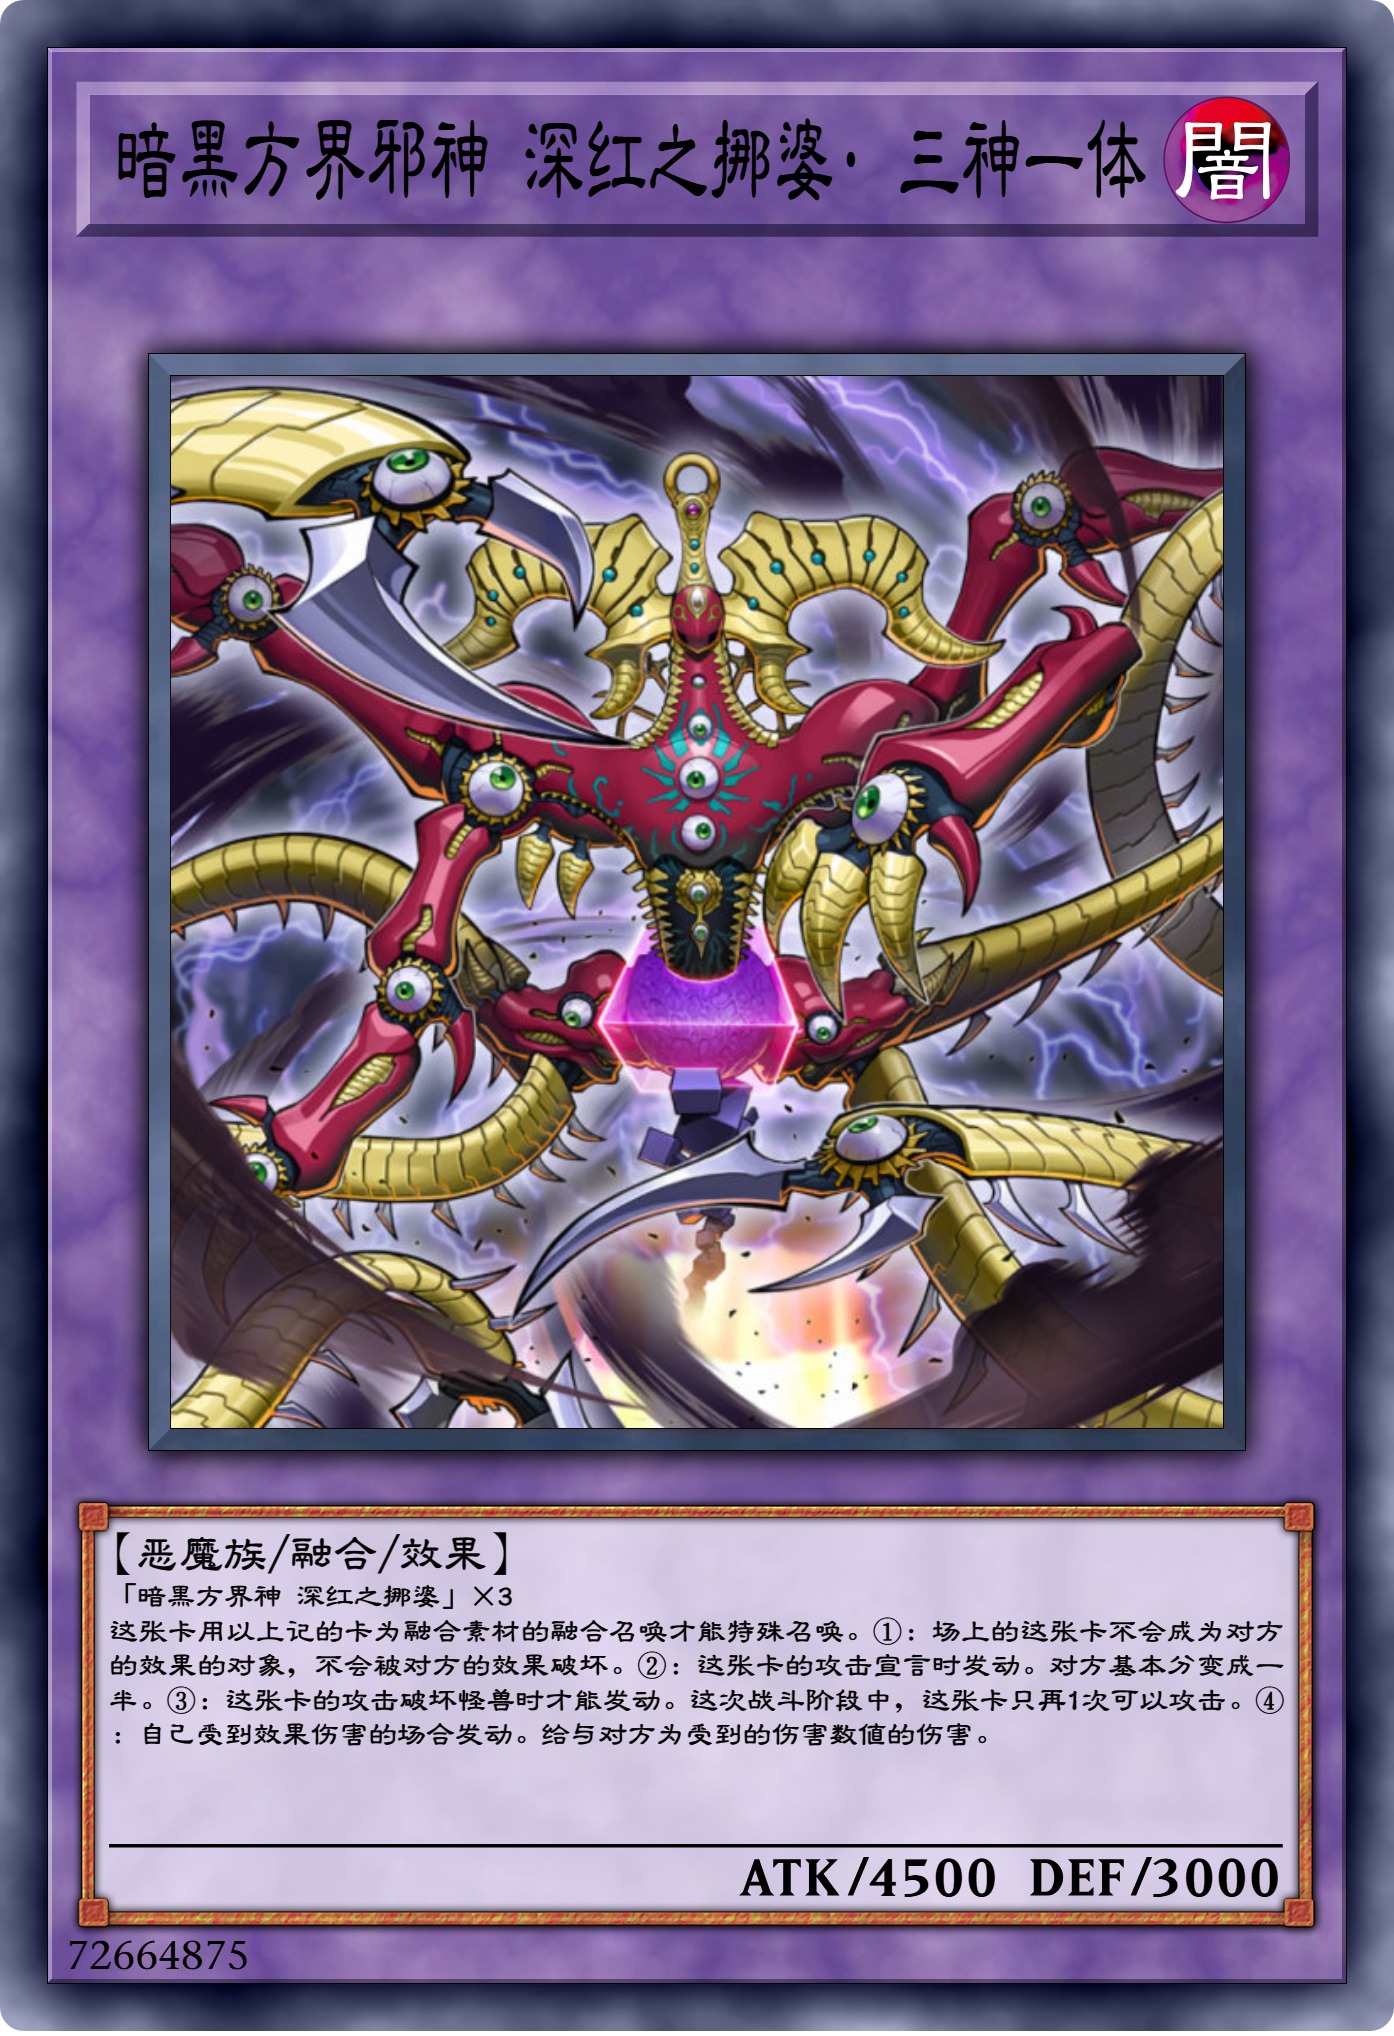 暗黑方界邪神 深红之挪婆·三神一体 闇
【恶魔族/融合/效果】
「暗黑方界神 深红之挪婆」×3
这张卡用以上记的卡为融合素材的融合召唤才能特殊召唤。①：场上的这张卡不会成为对方
的效果的对象，不会被对方的效果破坏。②：这张卡的攻击宣言时发动。对方基本分变成一
半。③：这张卡的攻击破坏怪兽时才能发动。这次战斗阶段中，这张卡只再1次可以攻击。④
：自己受到效果伤害的场合发动。给与对方为受到的伤害数値的伤害。
ATK/4500 DEF/3000
72664875